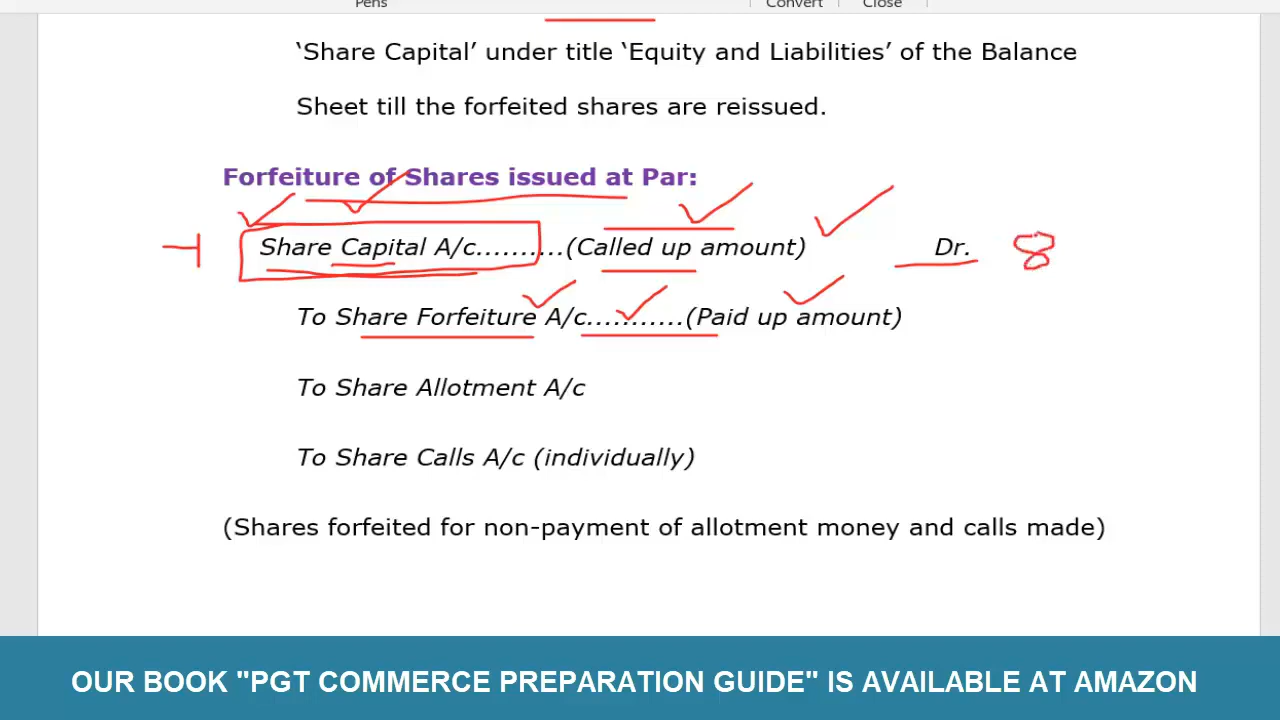 Pens Convert Close
‘Share Capital’ under title ‘Equity and Liabilities’ of the Balance
Sheet till the forfeited shares are reissued.
Forfeiture of Shares issued at Par:
Share Capital A/c..........(Called up amount) Dr. 8
To Share Forfeiture A/c...........(Paid up amount)
To Share Allotment A/c
To Share Calls A/c (individually)
(Shares forfeited for non-payment of allotment money and calls made)
OUR BOOK "PGT COMMERCE PREPARATION GUIDE" IS AVAILABLE AT AMAZON